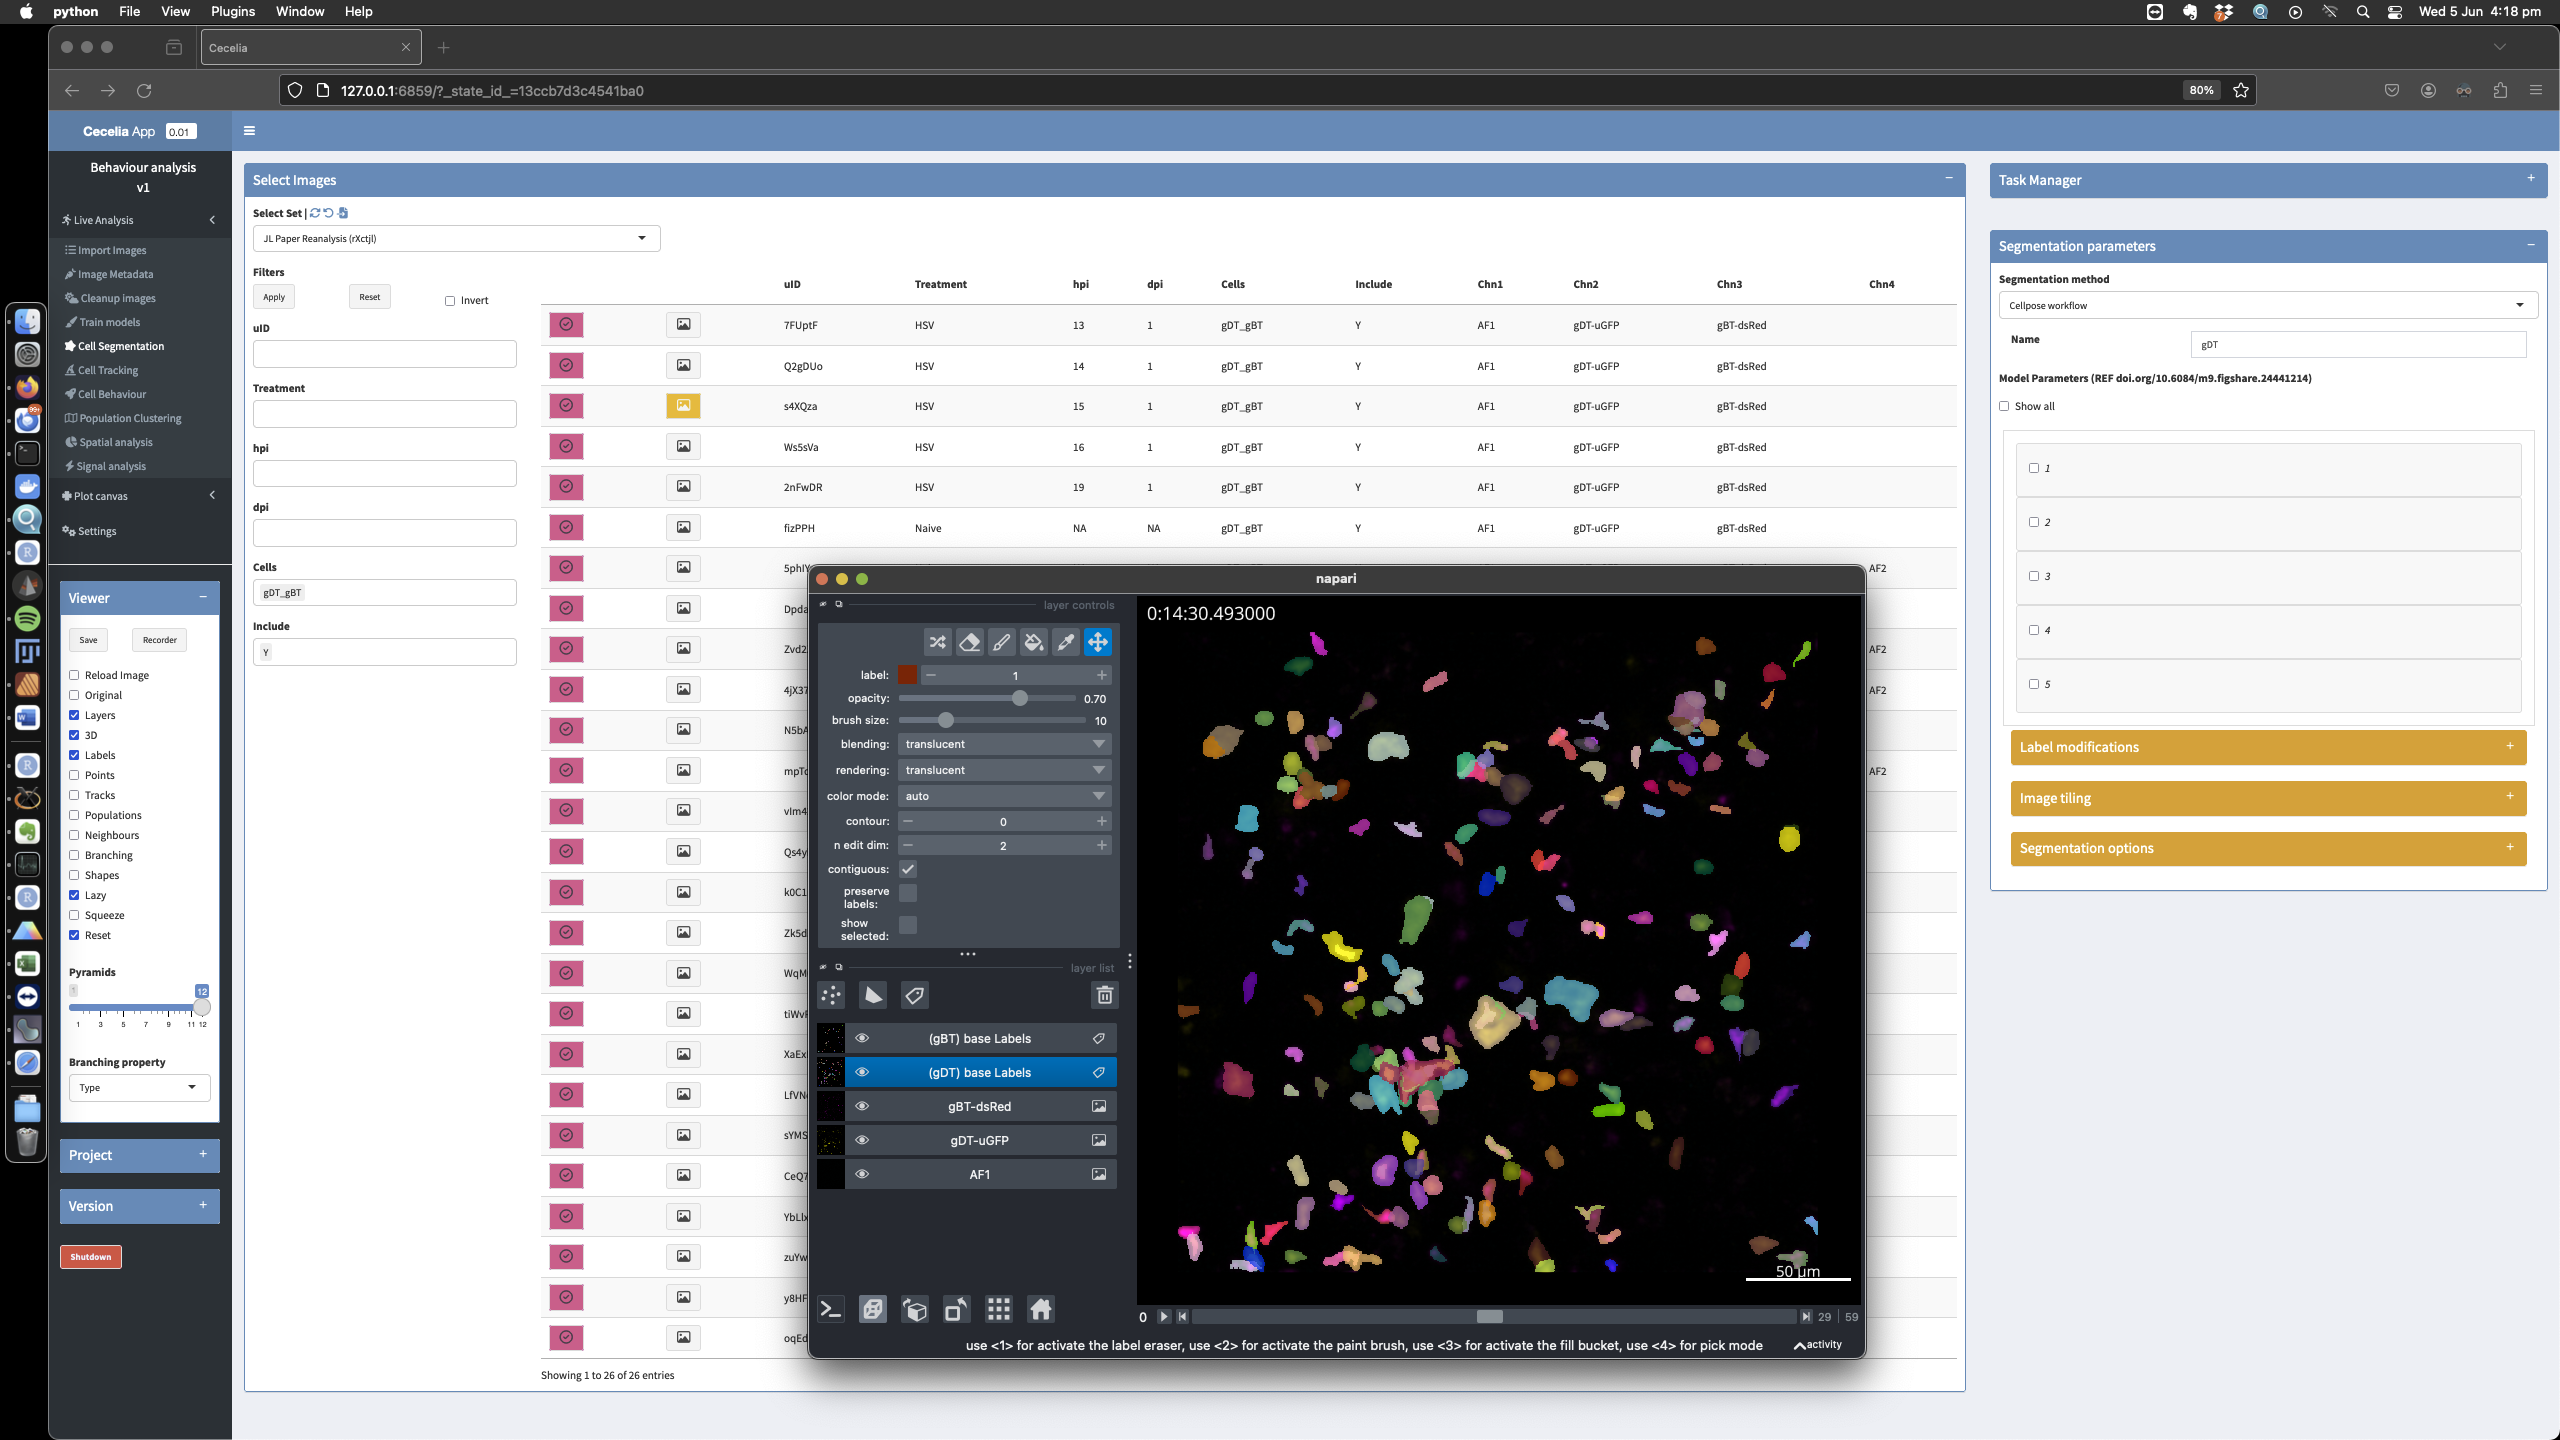 python File View Plugins Window Help
Wed 5 Jun 4:18 pm
Cecelia
127.0.0.1:6859/?_state_id_=13ccb7d3c4541ba0
80%
Cecelia App 0.01
Behaviour analysis
v1
Live Analysis
Import Images
Image Metadata
Cleanup images
Train models
Cell Segmentation
Cell Tracking
Cell Behaviour
Population Clustering
Spatial analysis
Signal analysis
Plot canvas
Settings
Viewer
Save Recorder
Reload Image
Original
Layers
3D
Labels
Points
Tracks
Populations
Neighbours
Branching
Shapes
Lazy
Squeeze
Reset
Pyramids
1 12
1 3 5 7 9 11 12
Branching property
Type
Project
Version
Shutdown
Select Images
Select Set |
JL Paper Reanalysis (rXctjl)
Filters
Apply Reset Invert
uID
Treatment
hpi
dpi
Cells
gDT_gBT
Include
Y
uID Treatment hpi dpi Cells Include Chn1 Chn2 Chn3 Chn4
7FUptF HSV 13 1 gDT_gBT Y AF1 gDT-uGFP gBT-dsRed
Q2gDUo HSV 14 1 gDT_gBT Y AF1 gDT-uGFP gBT-dsRed
s4XQza HSV 15 1 gDT_gBT Y AF1 gDT-uGFP gBT-dsRed
Ws5sVa HSV 16 1 gDT_gBT Y AF1 gDT-uGFP gBT-dsRed
2nFwDR HSV 19 1 gDT_gBT Y AF1 gDT-uGFP gBT-dsRed
fizPPH Naive NA NA gDT_gBT Y AF1 gDT-uGFP gBT-dsRed
AF2
Dpda
Zvd2 AF2
4jX37 AF2
N5bA
AF2
vIm4
Qs4y
k0C1
Zk5d
WqM
XaEx
sYMS
CeQ7
YbLlx
zuYw
y8HF
oqEd
Showing 1 to 26 of 26 entries
napari
layer controls
label: 1
opacity: 0.70
brush size: 10
blending: translucent
rendering: translucent
color mode: auto
contour: 0
n edit dim: 2
contiguous:
preserve
labels:
show
selected:
layer list
(gBT) base Labels
(gDT) base Labels
gBT-dsRed
gDT-uGFP
AF1
0:14:30.493000
50 µm
0 29 59
use <1> for activate the label eraser, use <2> for activate the paint brush, use <3> for activate the fill bucket, use <4> for pick mode
activity
Task Manager
Segmentation parameters
Segmentation method
Cellpose workflow
Name gDT
Model Parameters (REF doi.org/10.6084/m9.figshare.24441214)
Show all
1
2
3
4
5
Label modifications
Image tiling
Segmentation options